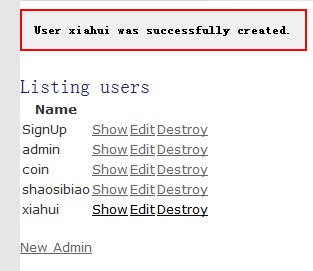 User xiahui was successfully created.
Listing users
Name
SignUp Show Edit Destroy
admin Show Edit Destroy
coin Show Edit Destroy
shaosibiao Show Edit Destroy
xiahui Show Edit Destroy
New Admin